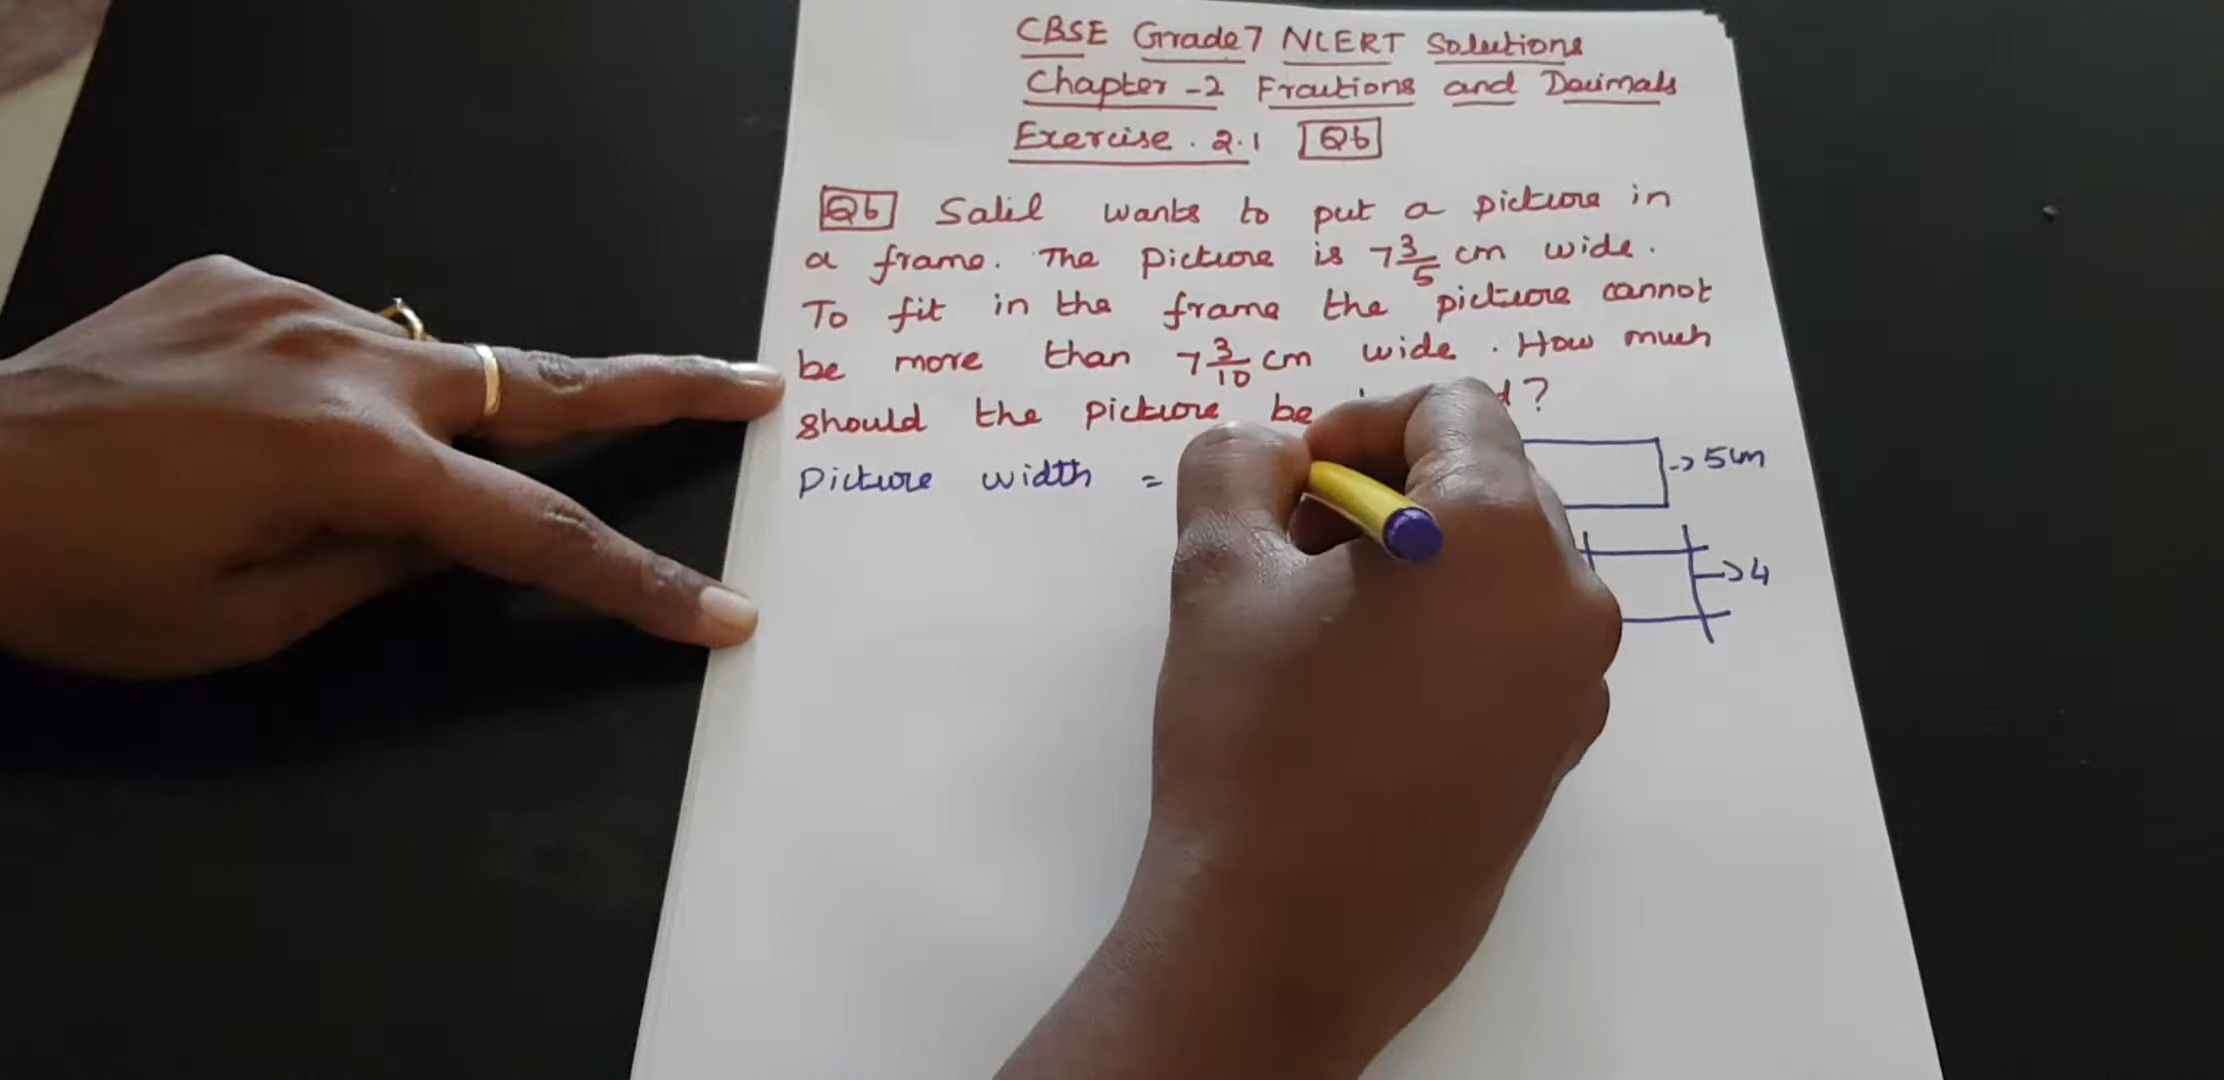 CBSE Grade7 NCERT Solutions
Chapter -2 Fractions and Decimals
Exercise . 2.1 Q6
Q6 Salil wants to put a picture in
a frame. The picture is 7 3/5 cm wide.
To fit in the frame the picture cannot
be more than 7 3/10 cm wide. How much
should the picture be
Picture width =
-> 5cm
-> 4